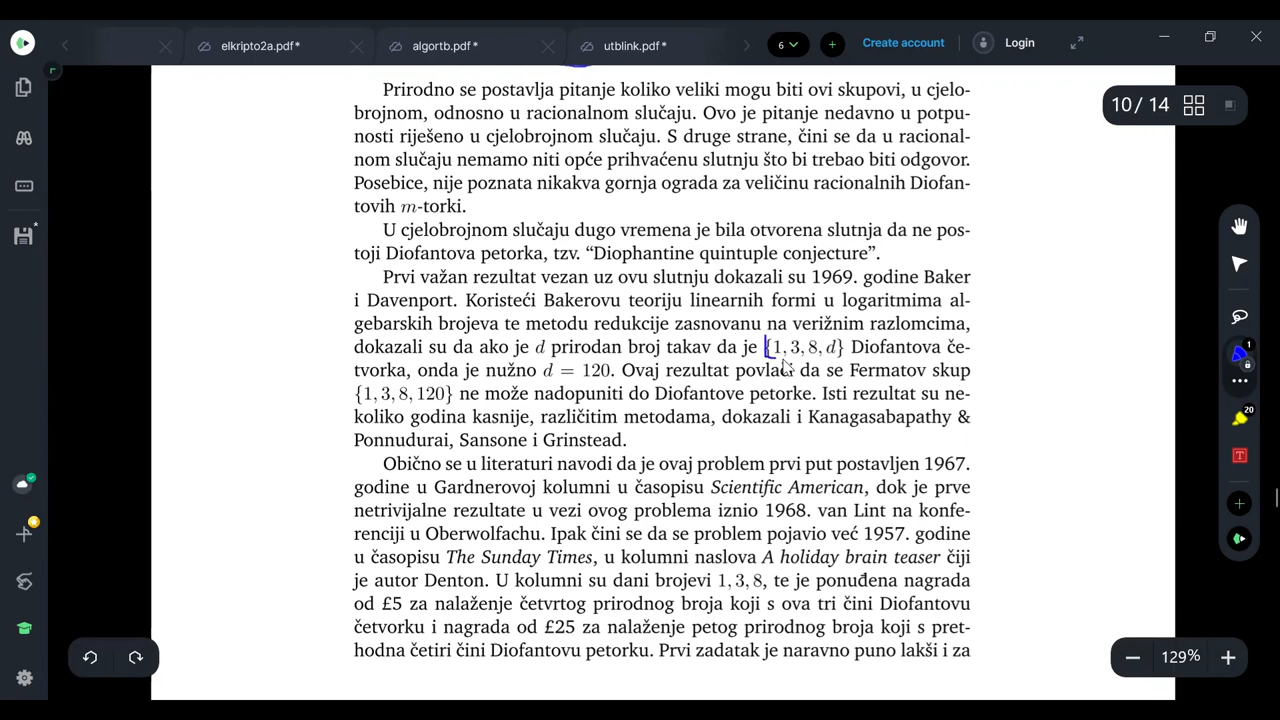 elkripto2a.pdf*
algortb.pdf*
utblink.pdf*
6
Create account
Login
10 / 14
Prirodno se postavlja pitanje koliko veliki mogu biti ovi skupovi, u cjelo-
brojnom, odnosno u racionalnom slučaju. Ovo je pitanje nedavno u potpu-
nosti riješeno u cjelobrojnom slučaju. S druge strane, čini se da u racional-
nom slučaju nemamo niti opće prihvaćenu slutnju što bi trebao biti odgovor.
Posebice, nije poznata nikakva gornja ograda za veličinu racionalnih Diofan-
tovih m-torki.
U cjelobrojnom slučaju dugo vremena je bila otvorena slutnja da ne pos-
toji Diofantova petorka, tzv. “Diophantine quintuple conjecture”.
Prvi važan rezultat vezan uz ovu slutnju dokazali su 1969. godine Baker
i Davenport. Koristeći Bakerovu teoriju linearnih formi u logaritmima al-
gebarskih brojeva te metodu redukcije zasnovanu na verižnim razlomcima,
dokazali su da ako je d prirodan broj takav da je {1, 3, 8, d} Diofantova če-
tvorka, onda je nužno d = 120. Ovaj rezultat povlači da se Fermatov skup
{1, 3, 8, 120} ne može nadopuniti do Diofantove petorke. Isti rezultat su ne-
koliko godina kasnije, različitim metodama, dokazali i Kanagasabapathy &
Ponnudurai, Sansone i Grinstead.
Obično se u literaturi navodi da je ovaj problem prvi put postavljen 1967.
godine u Gardnerovoj kolumni u časopisu Scientific American, dok je prve
netrivijalne rezultate u vezi ovog problema iznio 1968. van Lint na konfe-
renciji u Oberwolfachu. Ipak čini se da se problem pojavio već 1957. godine
u časopisu The Sunday Times, u kolumni naslova A holiday brain teaser čiji
je autor Denton. U kolumni su dani brojevi 1, 3, 8, te je ponuđena nagrada
od £5 za nalaženje četvrtog prirodnog broja koji s ova tri čini Diofantovu
četvorku i nagrada od £25 za nalaženje petog prirodnog broja koji s pret-
hodna četiri čini Diofantovu petorku. Prvi zadatak je naravno puno lakši i za
1
20
T
129%